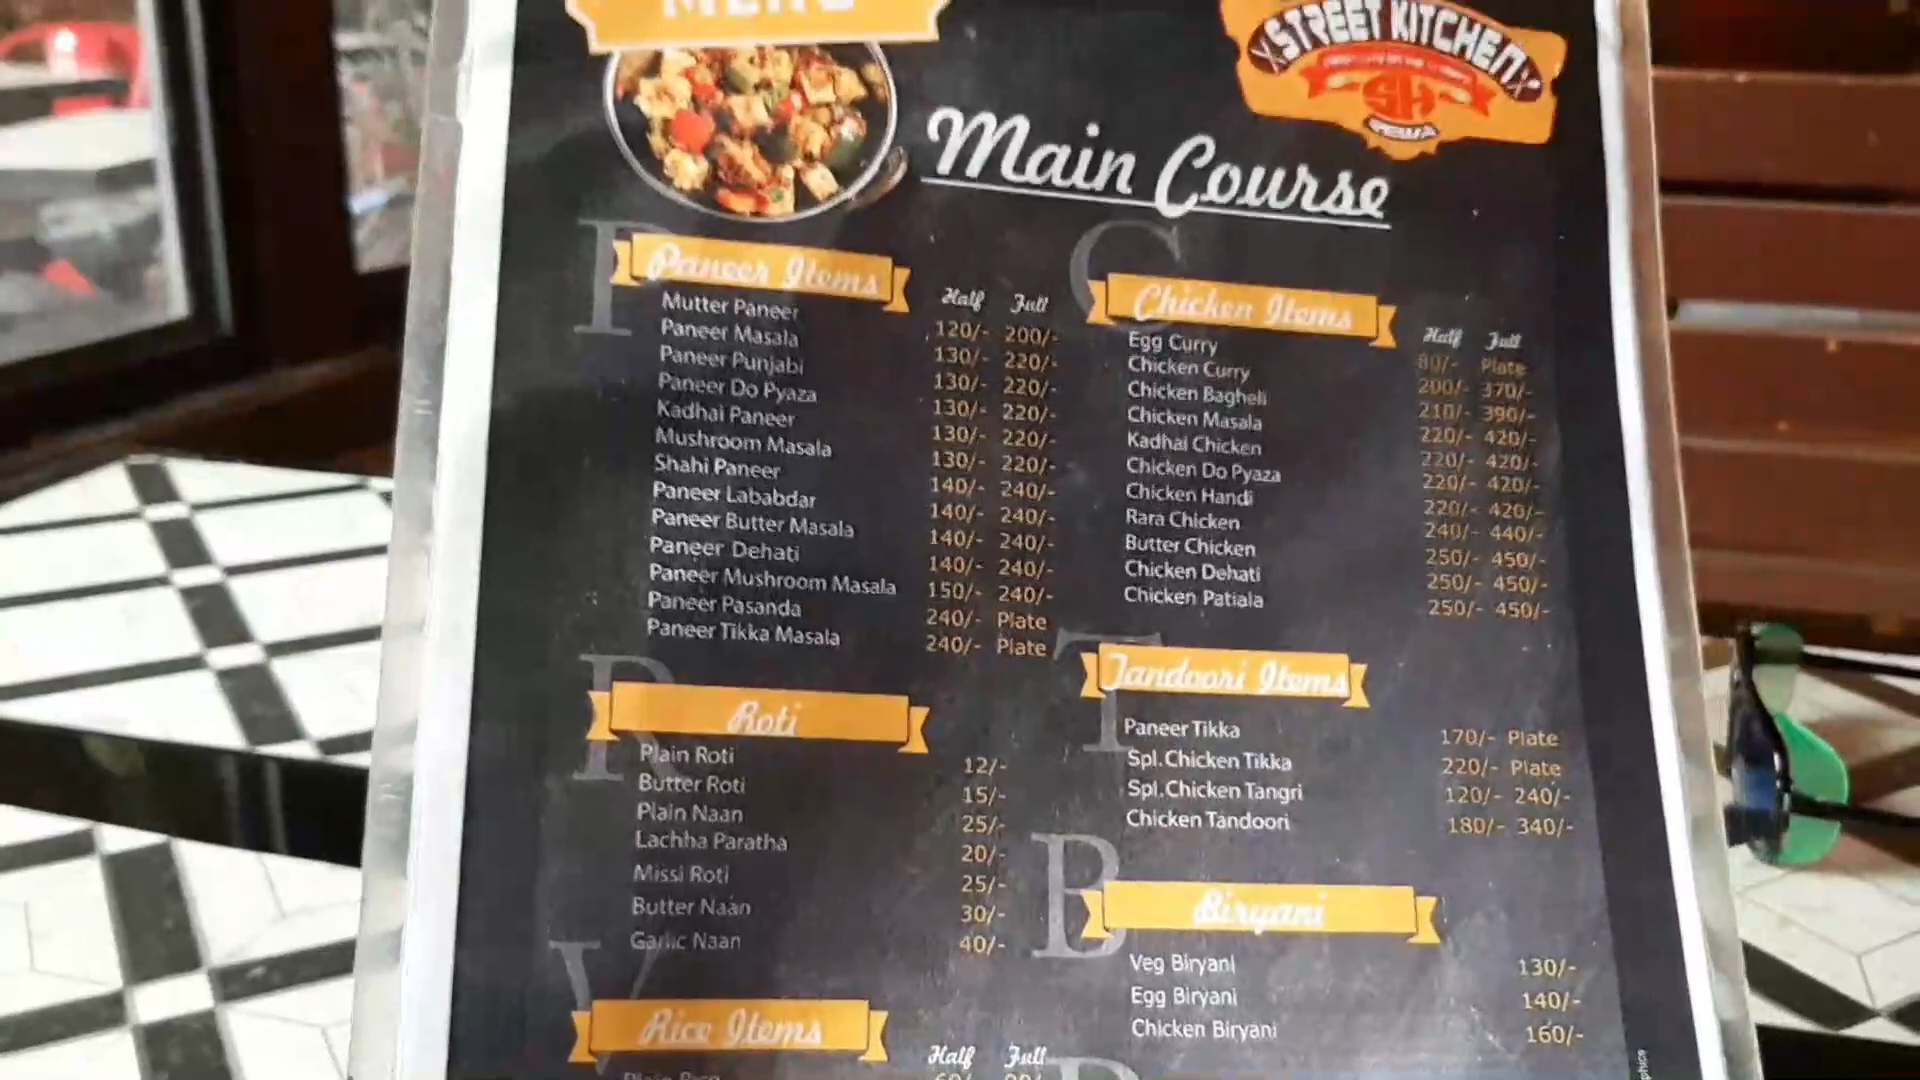 MENU
STREET KITCHEN
Main Course
Paneer Items
Half Full
Mutter Paneer 120/- 200/-
Paneer Masala 130/- 220/-
Paneer Punjabi 130/- 220/-
Paneer Do Pyaza 130/- 220/-
Kadhai Paneer 130/- 220/-
Mushroom Masala 130/- 220/-
Shahi Paneer 140/- 240/-
Paneer Lababdar 140/- 240/-
Paneer Butter Masala 140/- 240/-
Paneer Dehati 140/- 240/-
Paneer Mushroom Masala 150/- 240/-
Paneer Pasanda 240/- Plate
Paneer Tikka Masala 240/- Plate
Roti
Plain Roti 12/-
Butter Roti 15/-
Plain Naan 25/-
Lachha Paratha 20/-
Missi Roti 25/-
Butter Naan 30/-
Garlic Naan 40/-
Rice Items
Half Full
Chicken Items
Half Full
Egg Curry 80/- Plate
Chicken Curry 200/- 370/-
Chicken Bagheli 210/- 390/-
Chicken Masala 220/- 420/-
Kadhai Chicken 220/- 420/-
Chicken Do Pyaza 220/- 420/-
Chicken Handi 220/- 420/-
Rara Chicken 240/- 440/-
Butter Chicken 250/- 450/-
Chicken Dehati 250/- 450/-
Chicken Patiala 250/- 450/-
Tandoori Items
Paneer Tikka 170/- Plate
Spl.Chicken Tikka 220/- Plate
Spl.Chicken Tangri 120/- 240/-
Chicken Tandoori 180/- 340/-
Biryani
Veg Biryani 130/-
Egg Biryani 140/-
Chicken Biryani 160/-